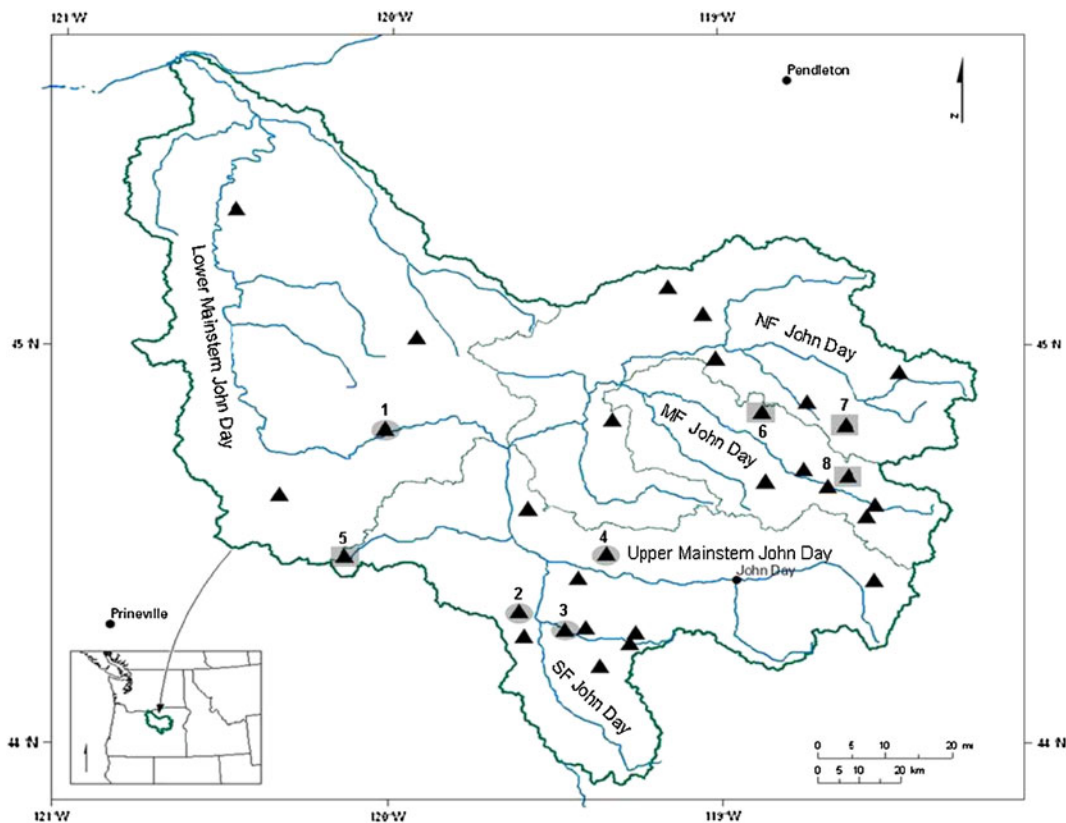 121°W
120°W
119°W
Pendleton
N
Lower Mainstem John Day
NF John Day
45°N
45°N
1
7
6
MF John Day
8
5
4
Upper Mainstem John Day
John Day
2
3
Prineville
SF John Day
44°N
44°N
0 5 10 20 mi
0 5 10 20 km
121°W
120°W
119°W